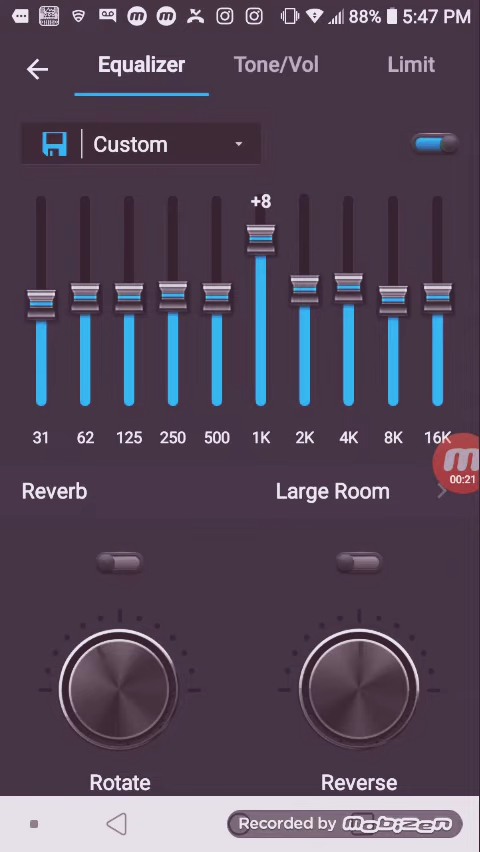 88% 5:47 PM
Equalizer Tone/Vol Limit
Custom
+8
31 62 125 250 500 1K 2K 4K 8K 16K
m
00:21
Reverb Large Room
Rotate Reverse
Recorded by mobizen